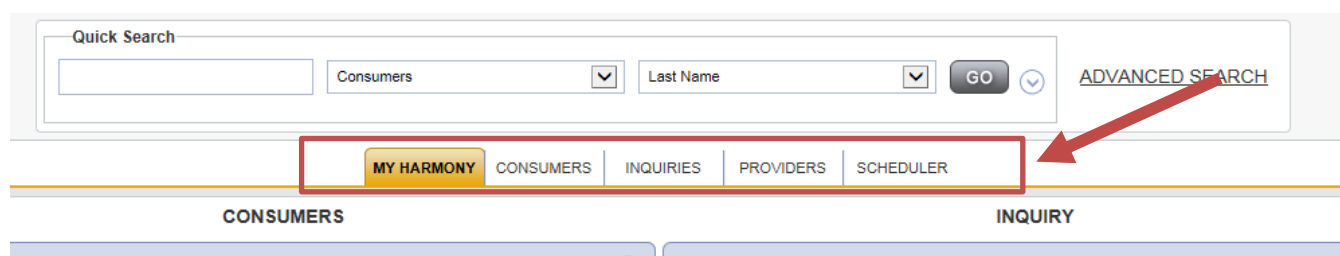 Quick Search
Consumers Last Name GO ADVANCED SEARCH
MY HARMONY CONSUMERS INQUIRIES PROVIDERS SCHEDULER
CONSUMERS INQUIRY